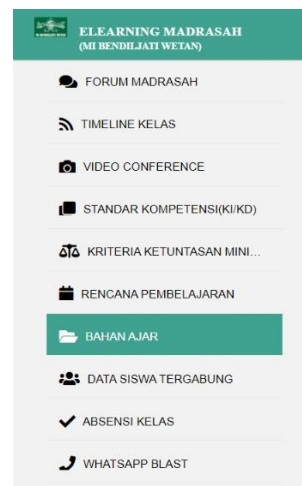 ELEARNING MADRASAH
(MI BENDILJATI WETAN)
FORUM MADRASAH
TIMELINE KELAS
VIDEO CONFERENCE
STANDAR KOMPETENSI(KI/KD)
KRITERIA KETUNTASAN MINI...
RENCANA PEMBELAJARAN
BAHAN AJAR
DATA SISWA TERGABUNG
ABSENSI KELAS
WHATSAPP BLAST